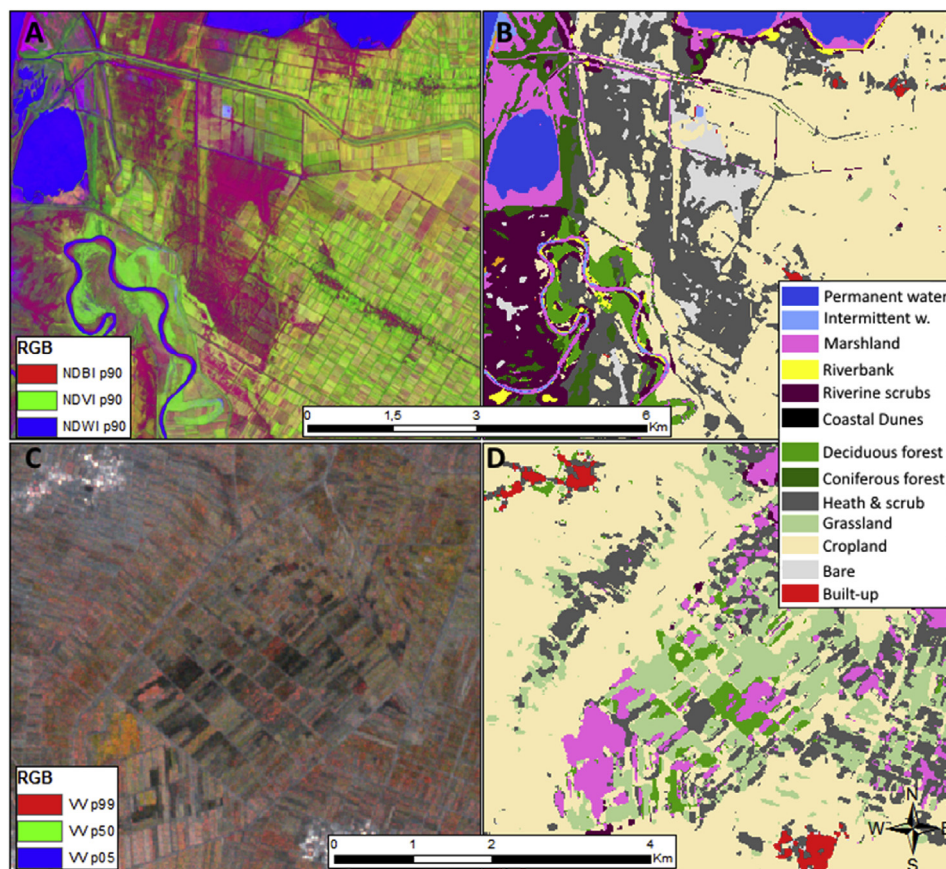 A
B
RGB
NDBI p90
NDVI p90
NDWI p90
0 1,5 3 6
Km
Permanent water
Intermittent w.
Marshland
Riverbank
Riverine scrubs
Coastal Dunes
Deciduous forest
Coniferous forest
Heath & scrub
Grassland
Cropland
Bare
Built-up
C
D
RGB
VV p99
VV p50
VV p05
0 1 2 4
Km
N
W E
S